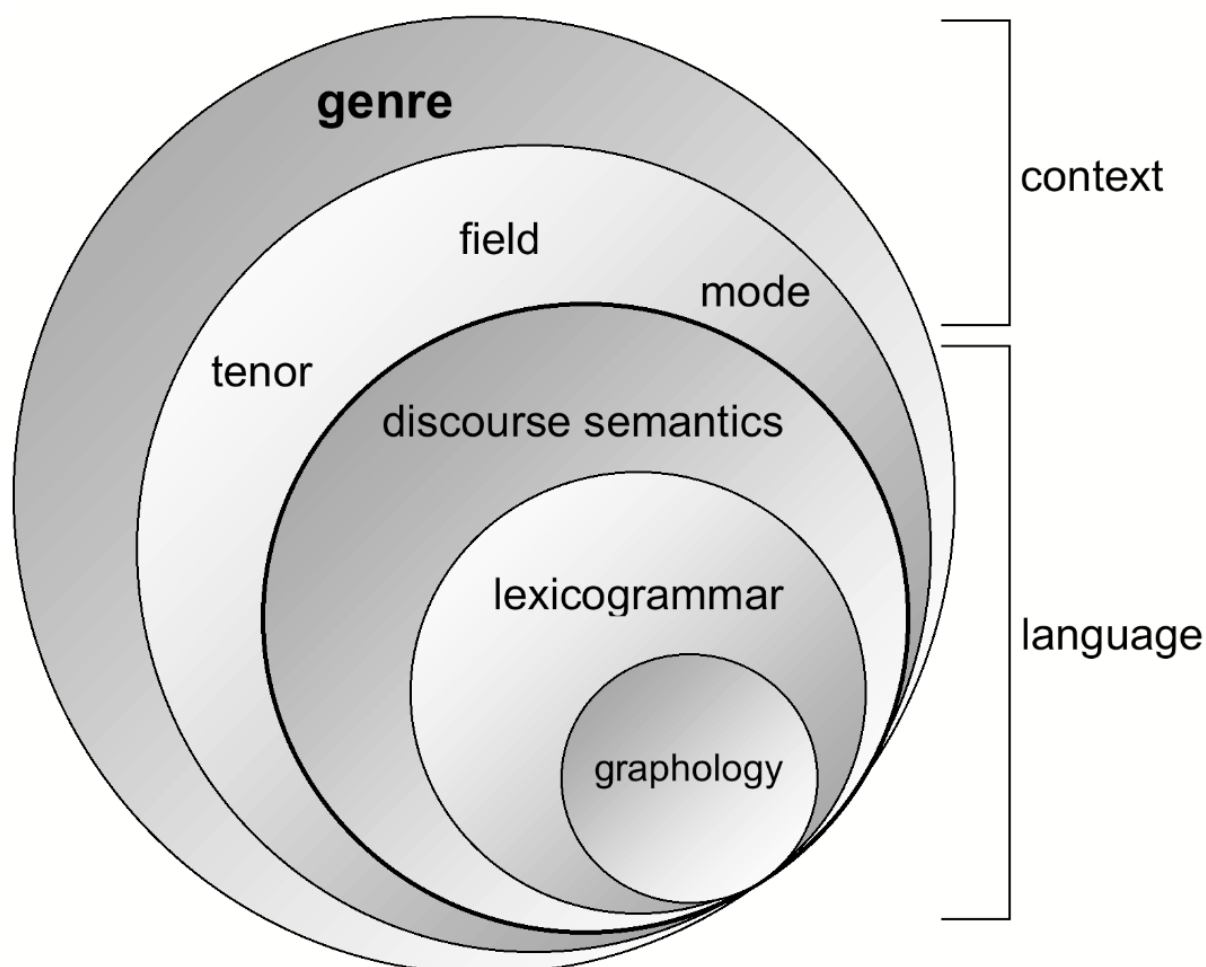 genre
context
field
mode
tenor
discourse semantics
lexicogrammar
language
graphology